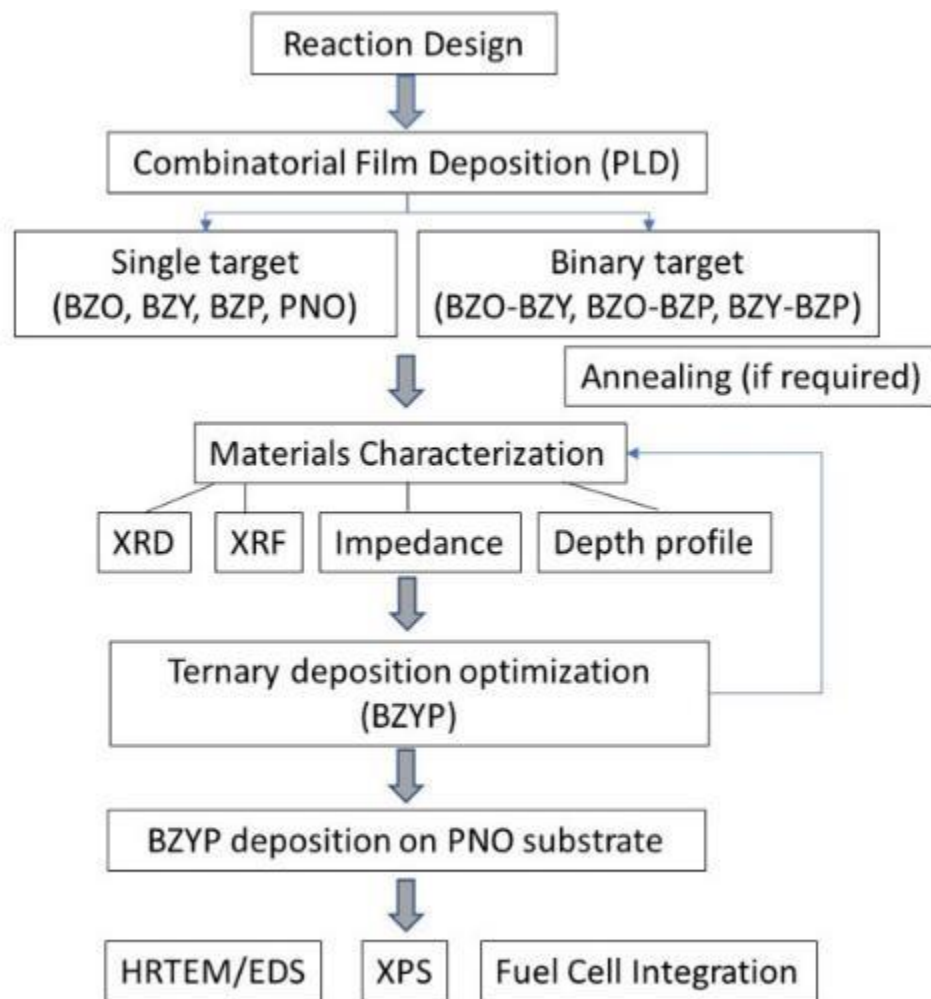 Reaction Design
Combinatorial Film Deposition (PLD)
Single target
(BZO, BZY, BZP, PNO)
Binary target
(BZO-BZY, BZO-BZP, BZY-BZP)
Annealing (if required)
Materials Characterization
XRD
XRF
Impedance
Depth profile
Ternary deposition optimization
(BZYP)
BZYP deposition on PNO substrate
HRTEM/EDS
XPS
Fuel Cell Integration